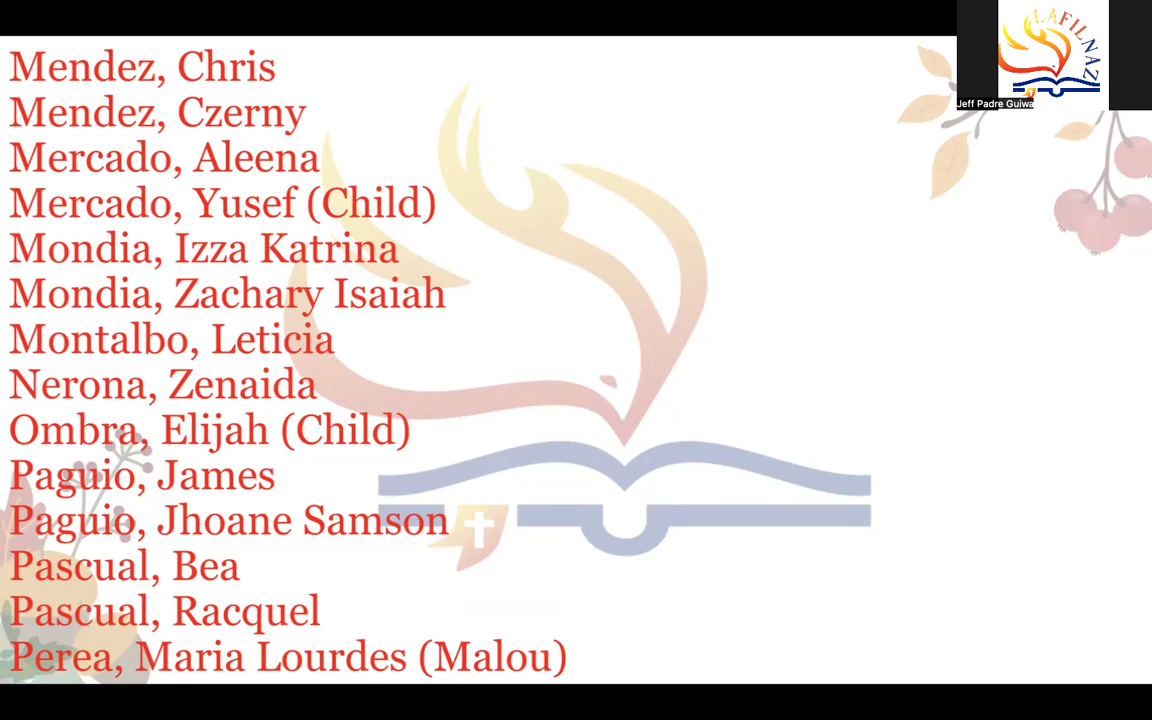 Mendez, Chris
Mendez, Czerny
Mercado, Aleena
Mercado, Yusef (Child)
Mondia, Izza Katrina
Mondia, Zachary Isaiah
Montalbo, Leticia
Nerona, Zenaida
Ombra, Elijah (Child)
Paguio, James
Paguio, Jhoane Samson
Pascual, Bea
Pascual, Racquel
Perea, Maria Lourdes (Malou)
LAFILNAZ
Jeff Padre Guiwa